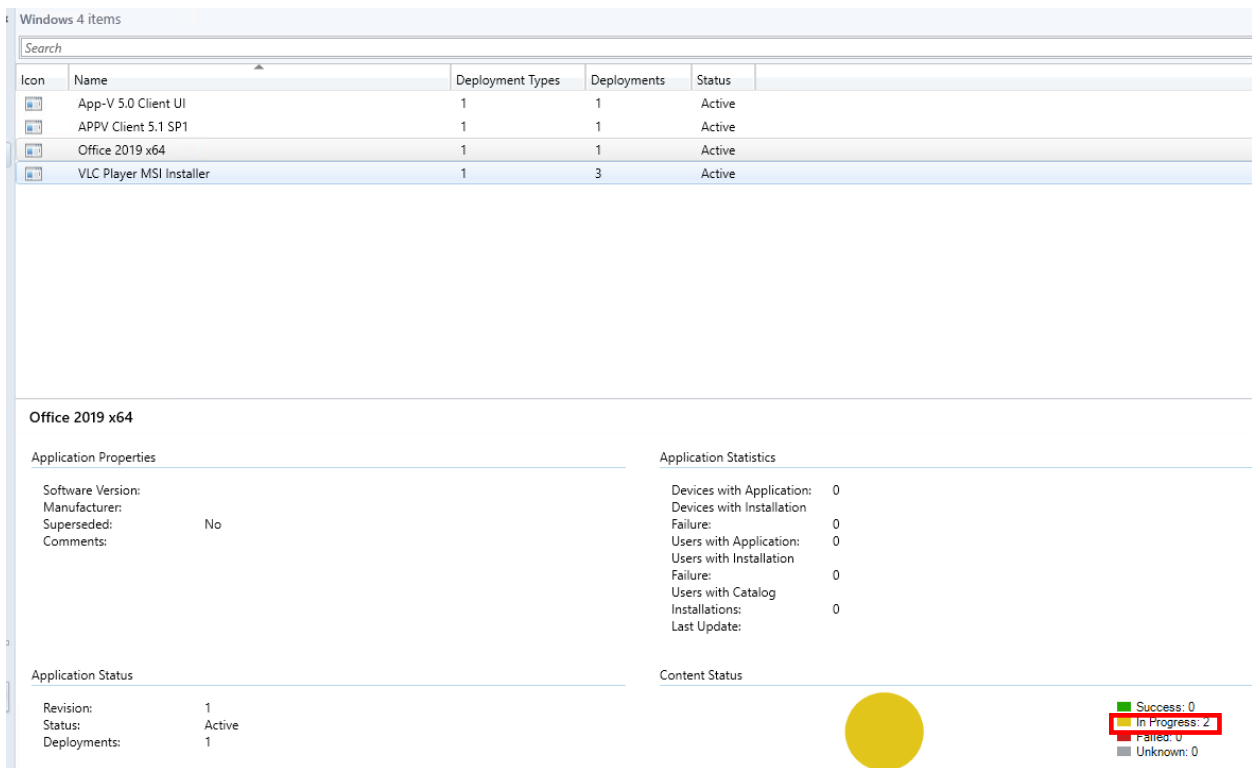 Windows 4 items
Search
Icon Name Deployment Types Deployments Status
App-V 5.0 Client UI 1 1 Active
APPV Client 5.1 SP1 1 1 Active
Office 2019 x64 1 1 Active
VLC Player MSI Installer 1 3 Active
Office 2019 x64
Application Properties
Software Version:
Manufacturer:
Superseded: No
Comments:
Application Statistics
Devices with Application: 0
Devices with Installation
Failure: 0
Users with Application: 0
Users with Installation
Failure: 0
Users with Catalog
Installations: 0
Last Update:
Application Status
Revision: 1
Status: Active
Deployments: 1
Content Status
Success: 0
In Progress: 2
Failed: 0
Unknown: 0